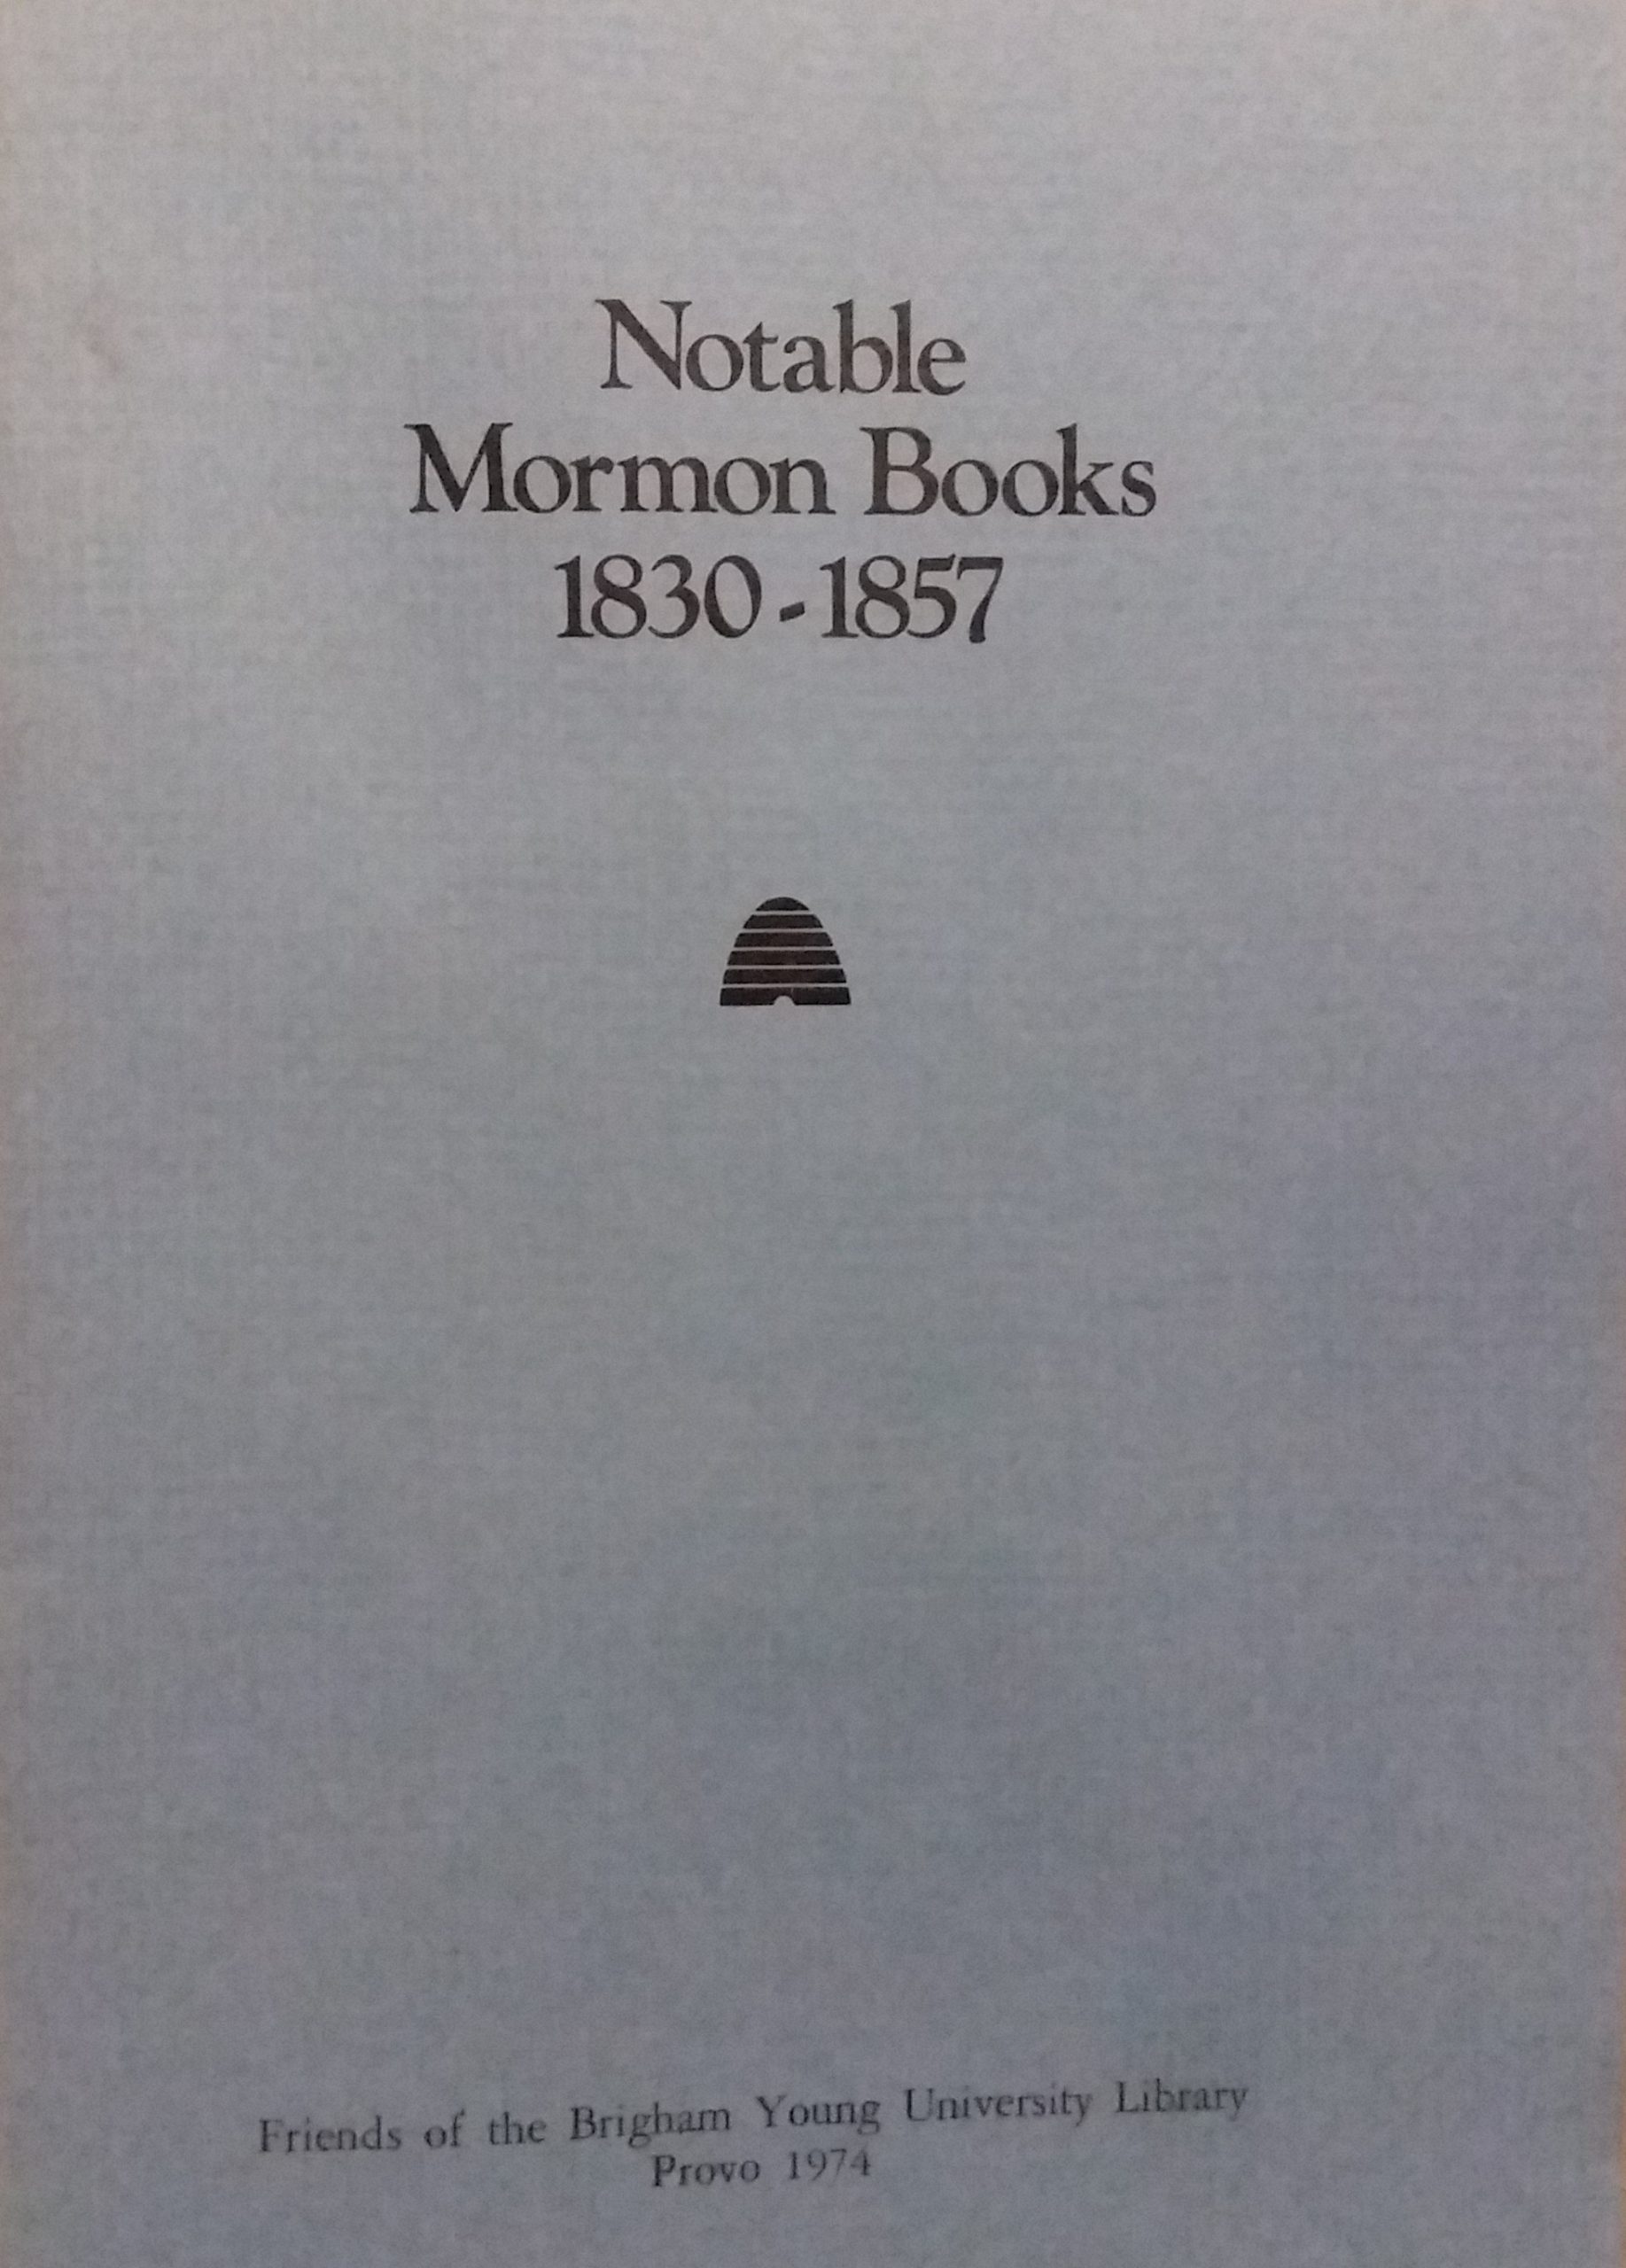 Notable
Mormon Books
1830-1857
Friends of the Brigham Young University Library
Provo 1974